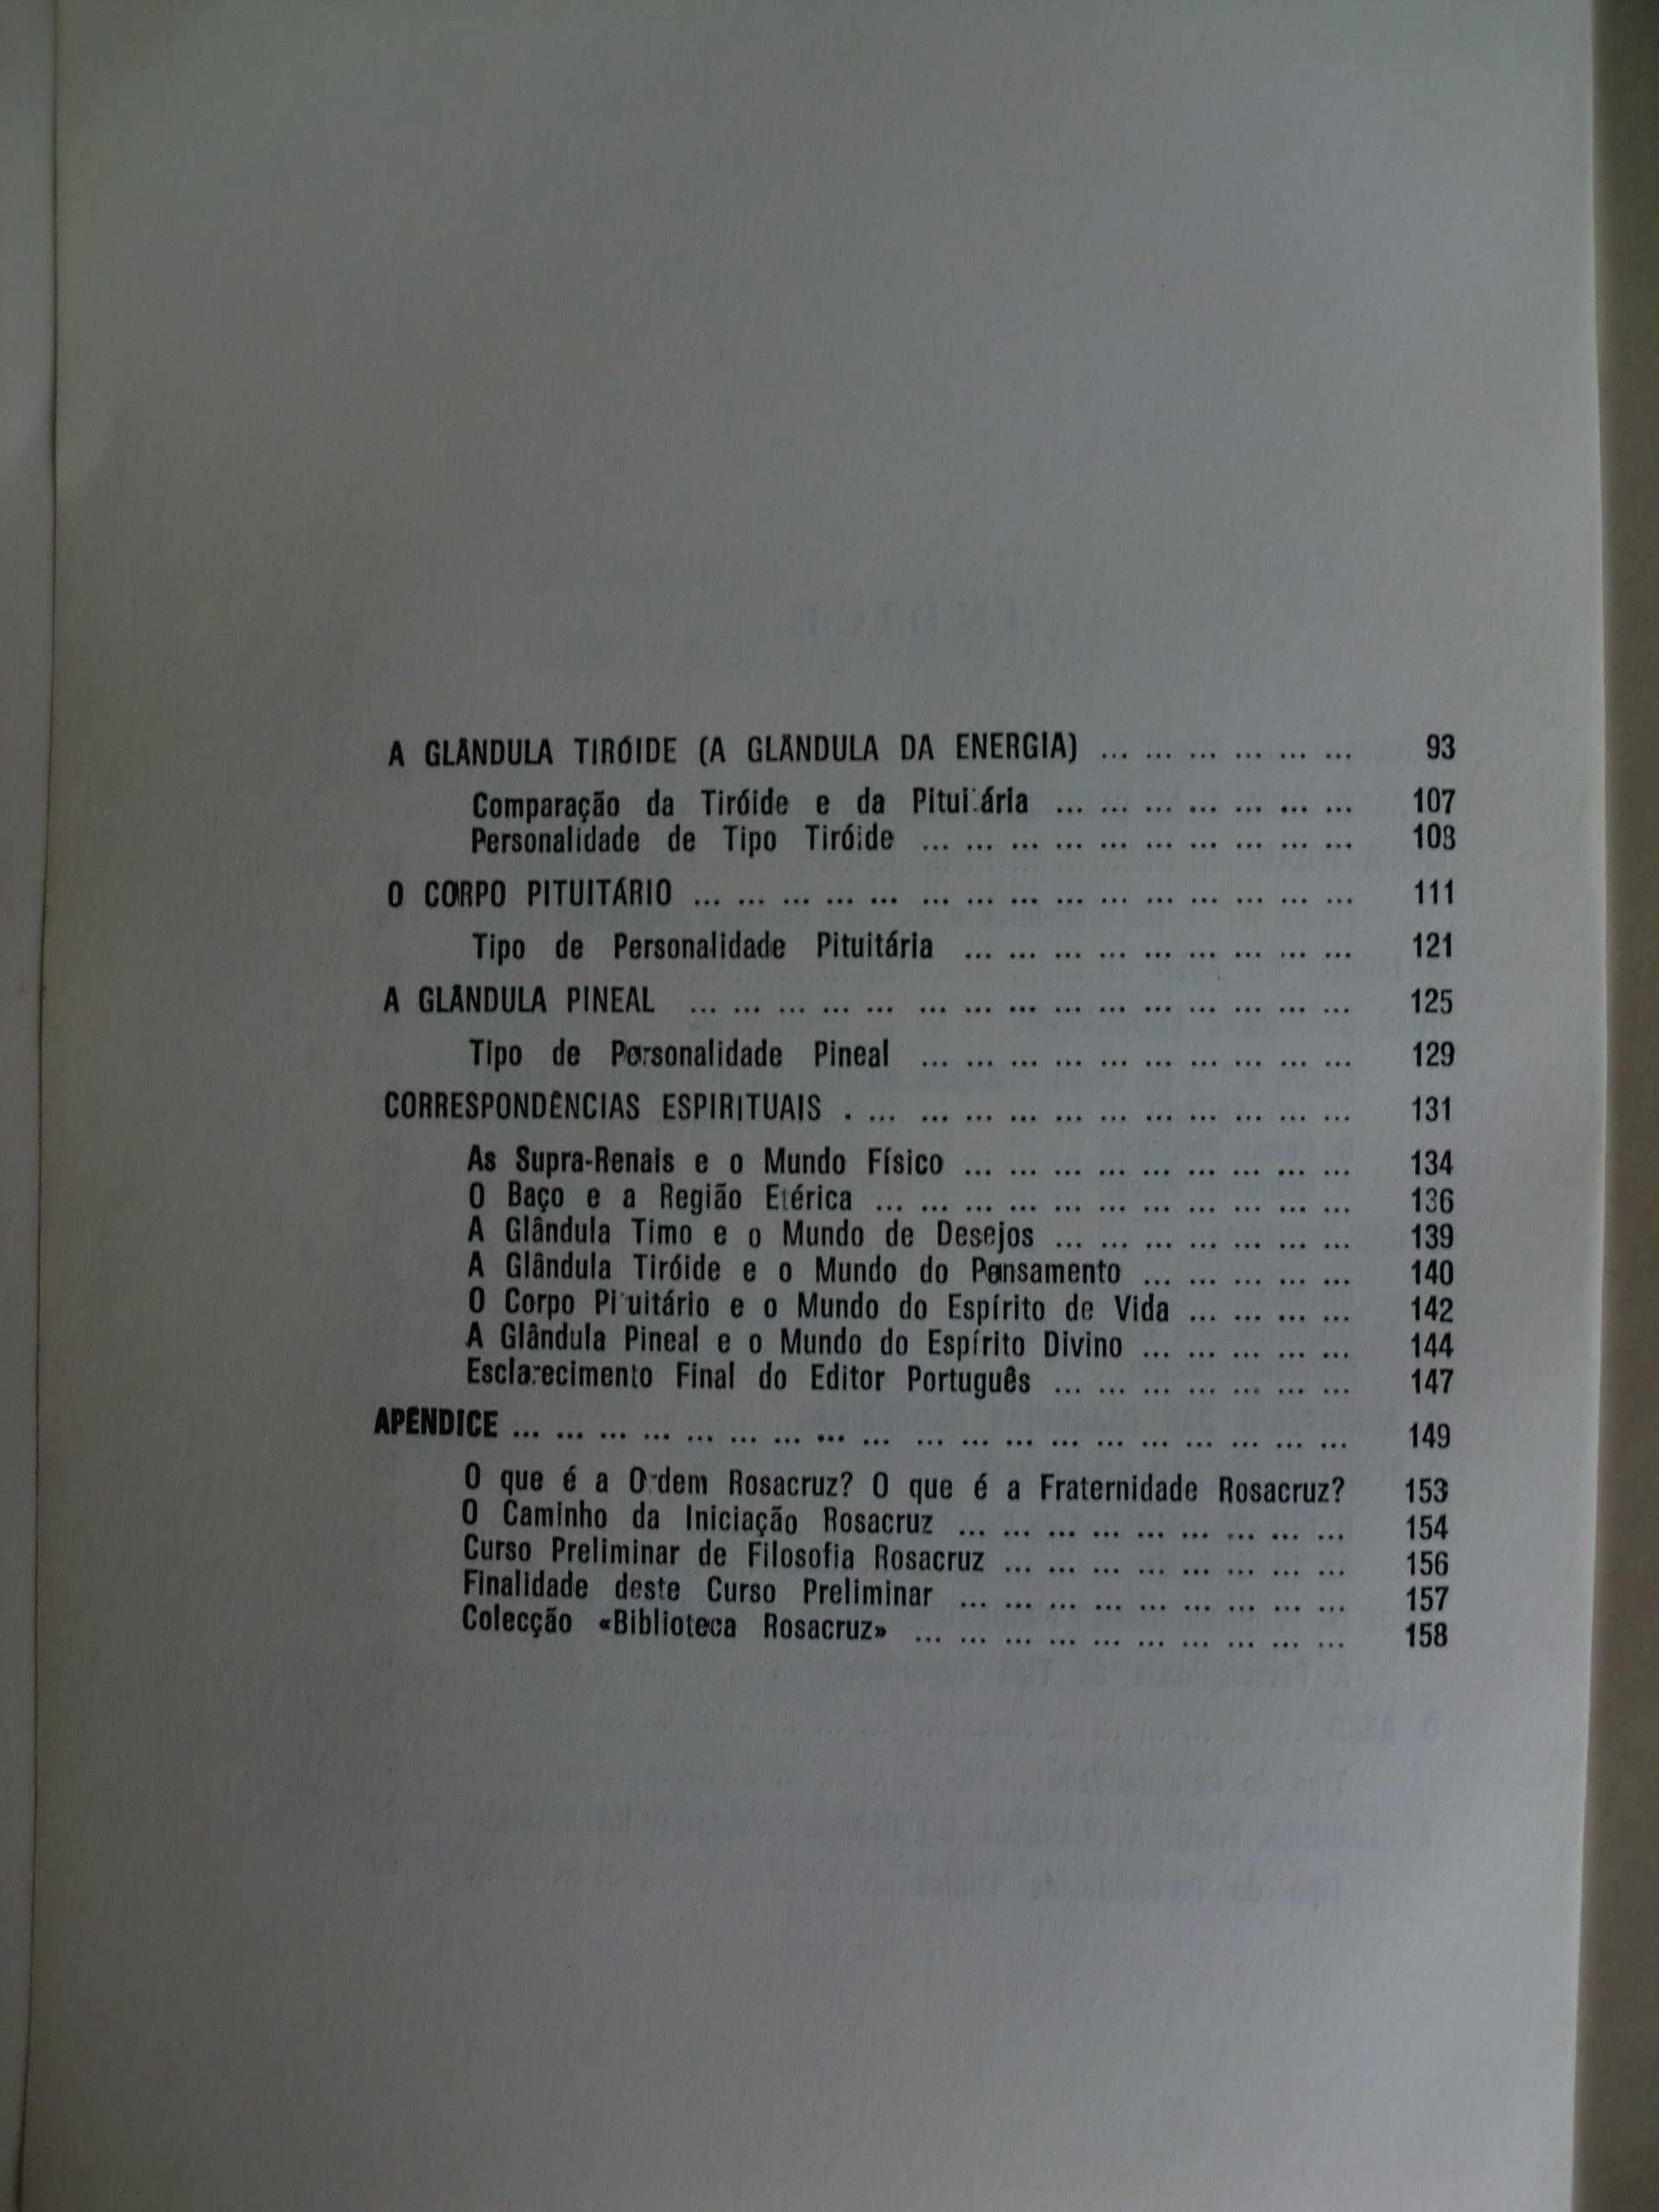 A GLÂNDULA TIRÓIDE (A GLÂNDULA DA ENERGIA) ... ... ... ... ... ... 93
Comparação da Tiróide e da Pituitária ... ... ... ... ... ... ... 107
Personalidade de Tipo Tiróide ... ... ... ... ... ... ... ... ... ... 108
O CORPO PITUITÁRIO ... ... ... ... ... ... ... ... ... ... ... ... ... ... ... 111
Tipo de Personalidade Pituitária ... ... ... ... ... ... ... ... ... 121
A GLÂNDULA PINEAL ... ... ... ... ... ... ... ... ... ... ... ... ... ... ... 125
Tipo de Personalidade Pineal ... ... ... ... ... ... ... ... ... ... 129
CORRESPONDÊNCIAS ESPIRITUAIS . ... ... ... ... ... ... ... ... ... ... ... 131
As Supra-Renais e o Mundo Físico ... ... ... ... ... ... ... ... ... 134
O Baço e a Região Etérica ... ... ... ... ... ... ... ... ... ... ... 136
A Glândula Timo e o Mundo de Desejos ... ... ... ... ... ... ... 139
A Glândula Tiróide e o Mundo do Pensamento ... ... ... ... ... 140
O Corpo Pituitário e o Mundo do Espírito de Vida ... ... ... ... 142
A Glândula Pineal e o Mundo do Espírito Divino ... ... ... ... ... 144
Esclarecimento Final do Editor Português ... ... ... ... ... ... ... 147
APÊNDICE ... ... ... ... ... ... ... ... ... ... ... ... ... ... ... ... ... ... ... 149
O que é a Ordem Rosacruz? O que é a Fraternidade Rosacruz? 153
O Caminho da Iniciação Rosacruz ... ... ... ... ... ... ... ... ... 154
Curso Preliminar de Filosofia Rosacruz ... ... ... ... ... ... ... ... 156
Finalidade deste Curso Preliminar ... ... ... ... ... ... ... ... ... 157
Colecção «Biblioteca Rosacruz» ... ... ... ... ... ... ... ... ... ... 158